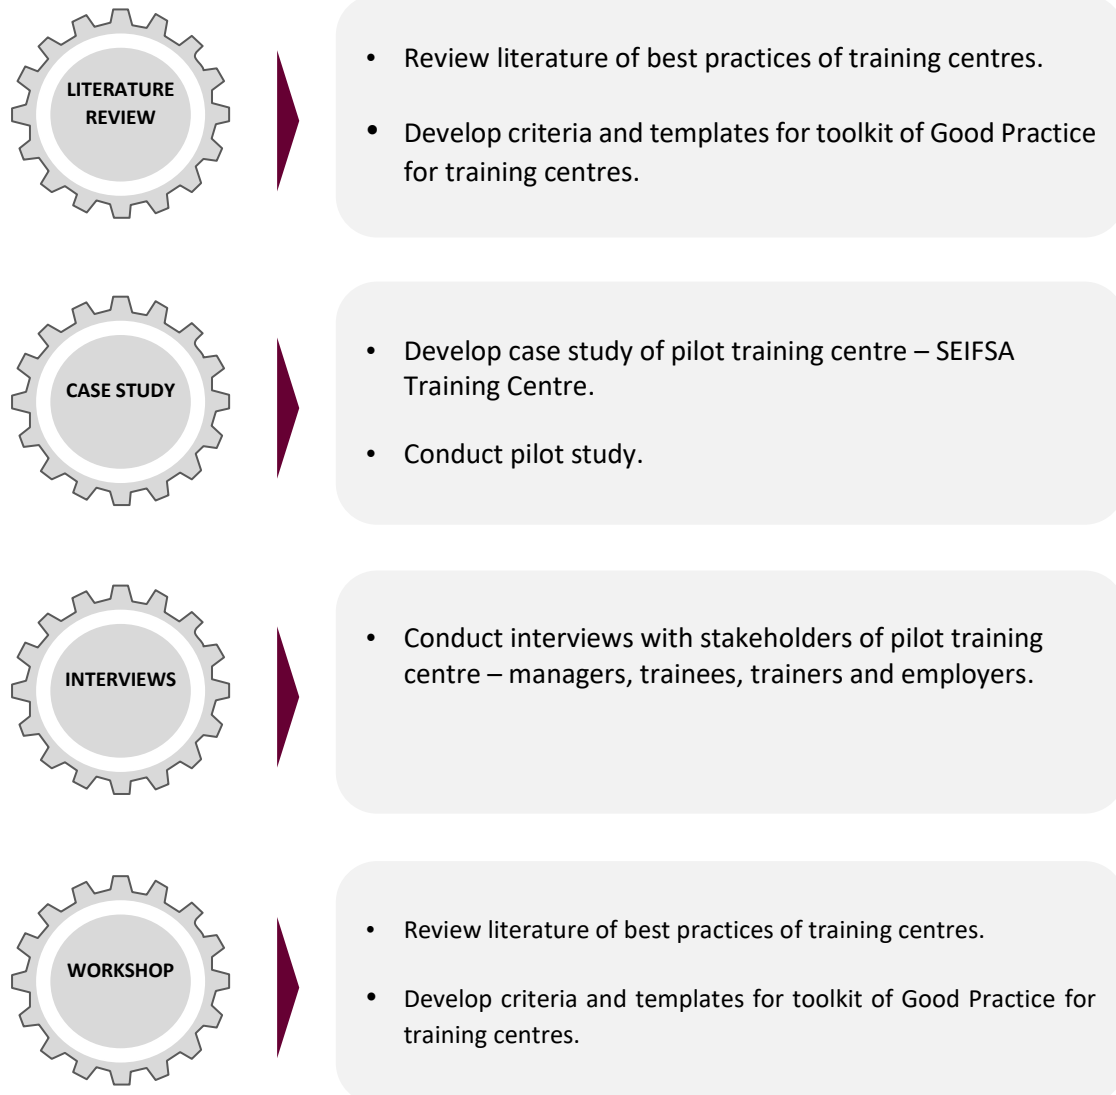 LITERATURE
REVIEW
• Review literature of best practices of training centres.
• Develop criteria and templates for toolkit of Good Practice
for training centres.
CASE STUDY
• Develop case study of pilot training centre – SEIFSA
Training Centre.
• Conduct pilot study.
INTERVIEWS
• Conduct interviews with stakeholders of pilot training
centre – managers, trainees, trainers and employers.
WORKSHOP
• Review literature of best practices of training centres.
• Develop criteria and templates for toolkit of Good Practice for
training centres.